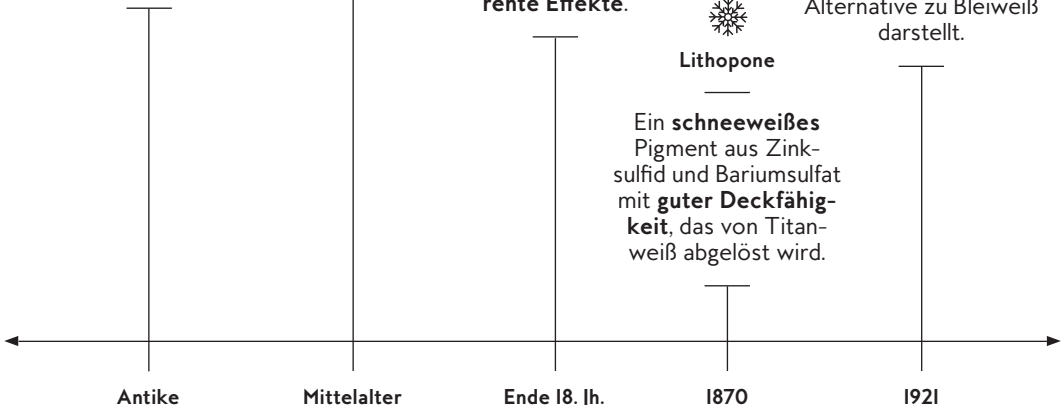 rente Effekte.
Alternative zu Bleiweiß
darstellt.
Lithopone
Ein schneeweißes
Pigment aus Zink-
sulfid und Bariumsulfat
mit guter Deckfähig-
keit, das von Titan-
weiß abgelöst wird.
Antike
Mittelalter
Ende 18. Jh.
1870
1921